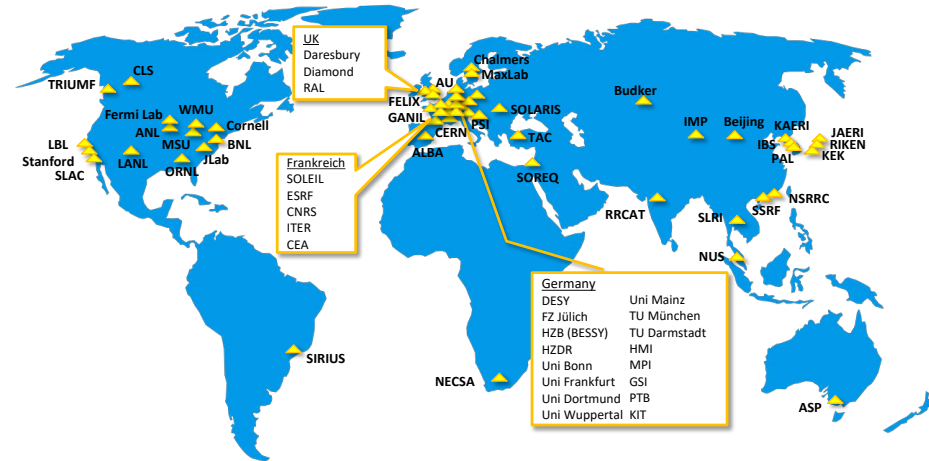 UK
Daresbury
Diamond
RAL
CLS
TRIUMF
Fermi Lab
WMU
ANL
Cornell
MSU
BNL
LBL
Stanford
SLAC
LANL
JLab
ORNL
Chalmers
MaxLab
AU
FELIX
GANIL
SOLARIS
PSI
CERN
TAC
ALBA
SOREQ
Frankreich
SOLEIL
ESRF
CNRS
ITER
CEA
Budker
IMP
Beijing
KAERI
JAERI
IBS
RIKEN
PAL
KEK
RRCAT
SLRI
SSRF
NSRRC
NUS
Germany
DESY
FZ Jülich
HZB (BESSY)
HZDR
Uni Bonn
Uni Frankfurt
Uni Dortmund
Uni Wuppertal
Uni Mainz
TU München
TU Darmstadt
HMI
MPI
GSI
PTB
KIT
SIRIUS
NECSA
ASP